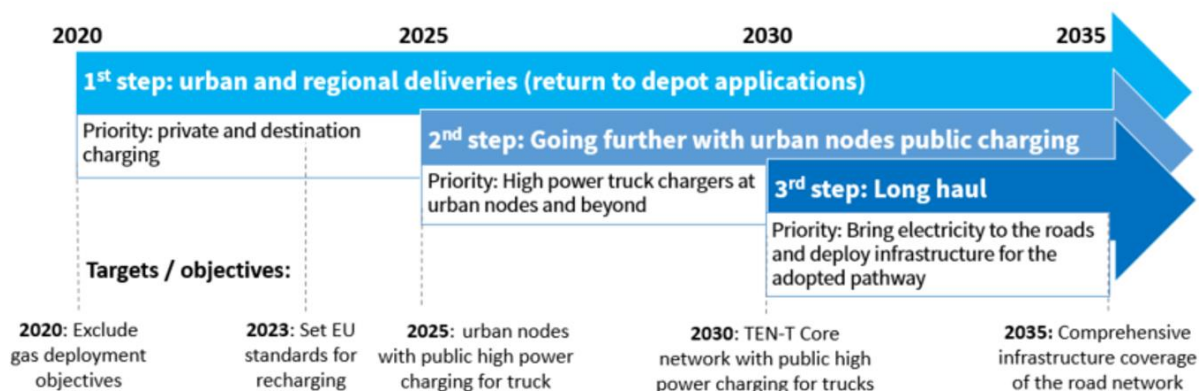 2020 2025 2030 2035
1st step: urban and regional deliveries (return to depot applications)
Priority: private and destination
charging
2nd step: Going further with urban nodes public charging
Priority: High power truck chargers at
urban nodes and beyond
3rd step: Long haul
Priority: Bring electricity to the roads
and deploy infrastructure for the
adopted pathway
Targets / objectives:
2020: Exclude
gas deployment
objectives
2023: Set EU
standards for
recharging
2025: urban nodes
with public high power
charging for truck
2030: TEN-T Core
network with public high
power charging for trucks
2035: Comprehensive
infrastructure coverage
of the road network